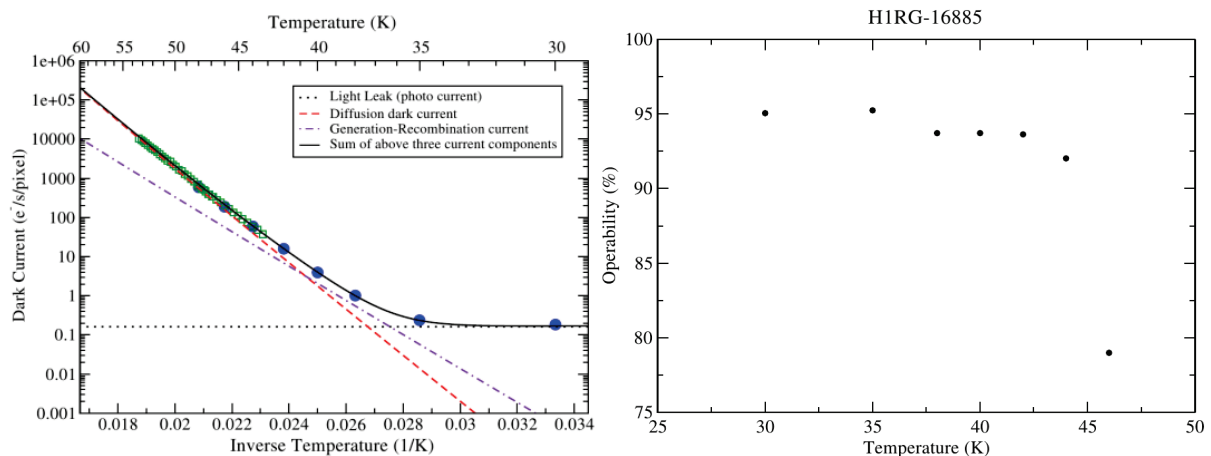 Temperature (K)
60 55 50 45 40 35 30
1e+06
1e+05
10000
1000
100
10
1
0.1
0.01
0.001
Dark Current (e-/s/pixel)
Light Leak (photo current)
Diffusion dark current
Generation-Recombination current
Sum of above three current components
0.018 0.02 0.022 0.024 0.026 0.028 0.03 0.032 0.034
Inverse Temperature (1/K)
H1RG-16885
100
95
90
85
80
75
Operability (%)
25 30 35 40 45 50
Temperature (K)